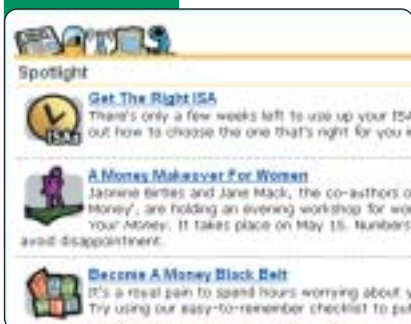 Spotlight
Get The Right ISA
There's only a few weeks left to use up your ISA
out how to choose the one that's right for you i
ISAs
A Money Makeover For Women
Jasmine Birtles and Jane Mack, the co-authors o
Money', are holding an evening workshop for wo
Your Money. It takes place on May 15. Numbers
avoid disappointment.
Become A Money Black Belt
It's a royal pain to spend hours worrying about y
Try using our easy-to-remember checklist to pu